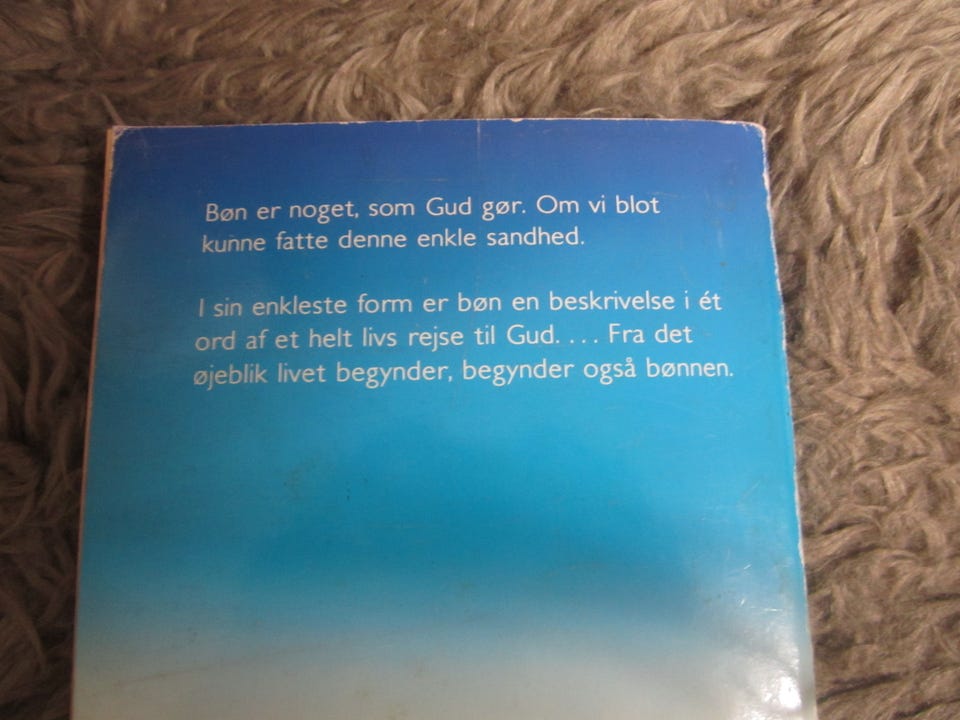 Bøn er noget, som Gud gør. Om vi blot
kunne fatte denne enkle sandhed.
I sin enkleste form er bøn en beskrivelse i ét
ord af et helt livs rejse til Gud. ... Fra det
øjeblik livet begynder, begynder også bønnen.